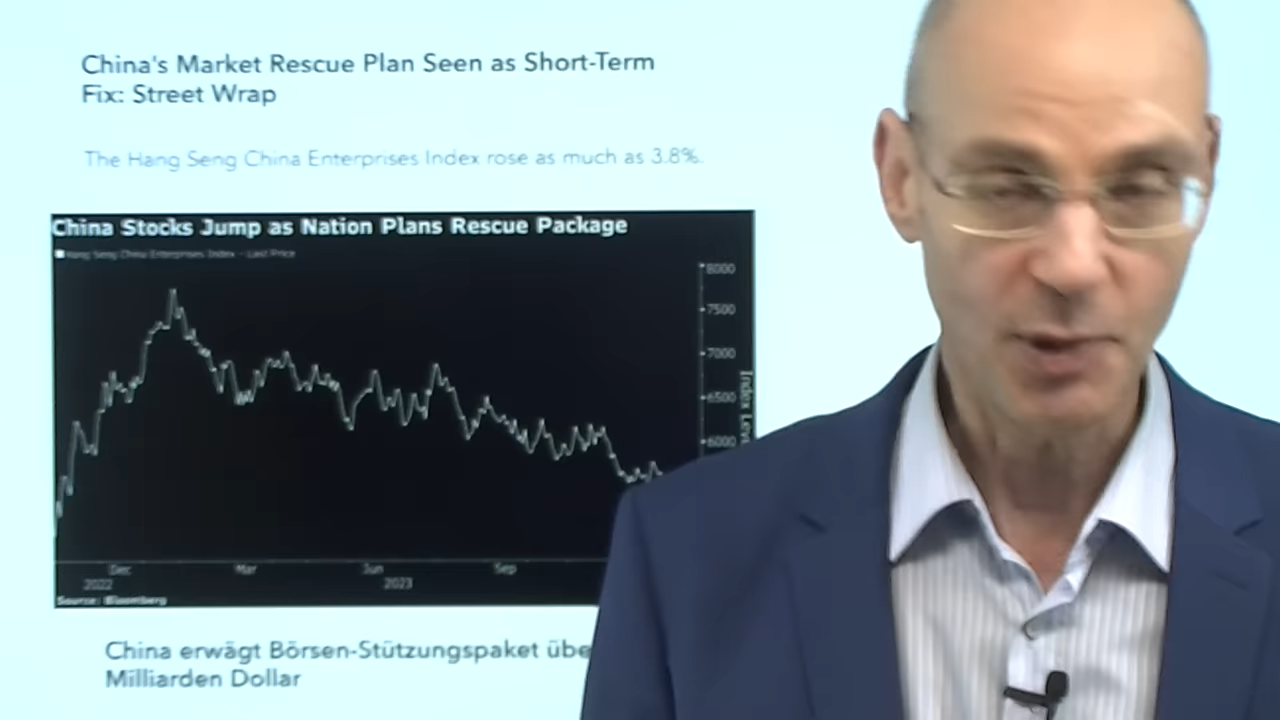 China's Market Rescue Plan Seen as Short-Term
Fix: Street Wrap
The Hang Seng China Enterprises Index rose as much as 3.8%.
China Stocks Jump as Nation Plans Rescue Package
Hang Seng China Enterprises Index - Last Price
8000
7500
7000
6500
6000
Index
Dec
Mar
Jun
Sep
2022
2023
Source: Bloomberg
China erwägt Börsen-Stützungspaket übe
Milliarden Dollar